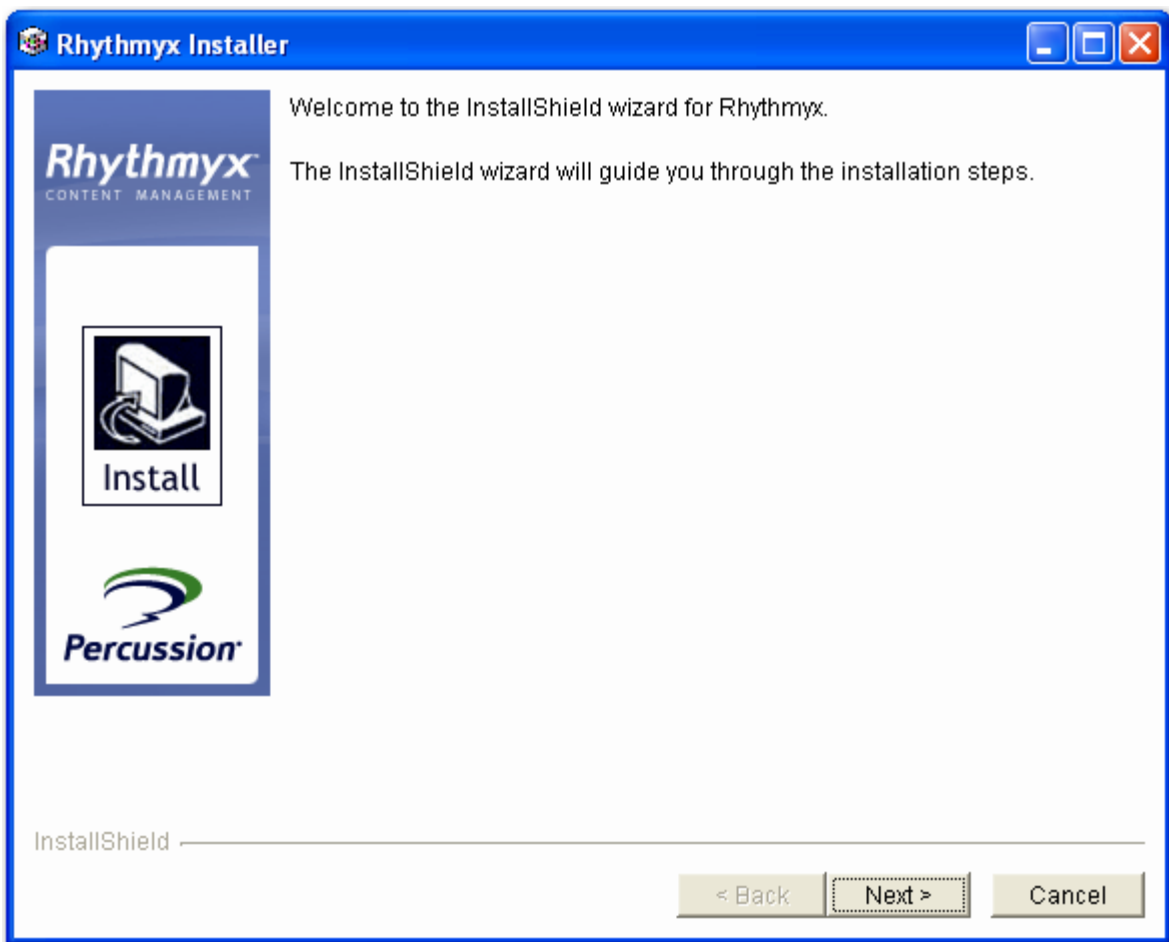 Rhythmyx Installer
Welcome to the InstallShield wizard for Rhythmyx.
The InstallShield wizard will guide you through the installation steps.
Rhythmyx
CONTENT MANAGEMENT
Install
Percussion
InstallShield
< Back
Next >
Cancel